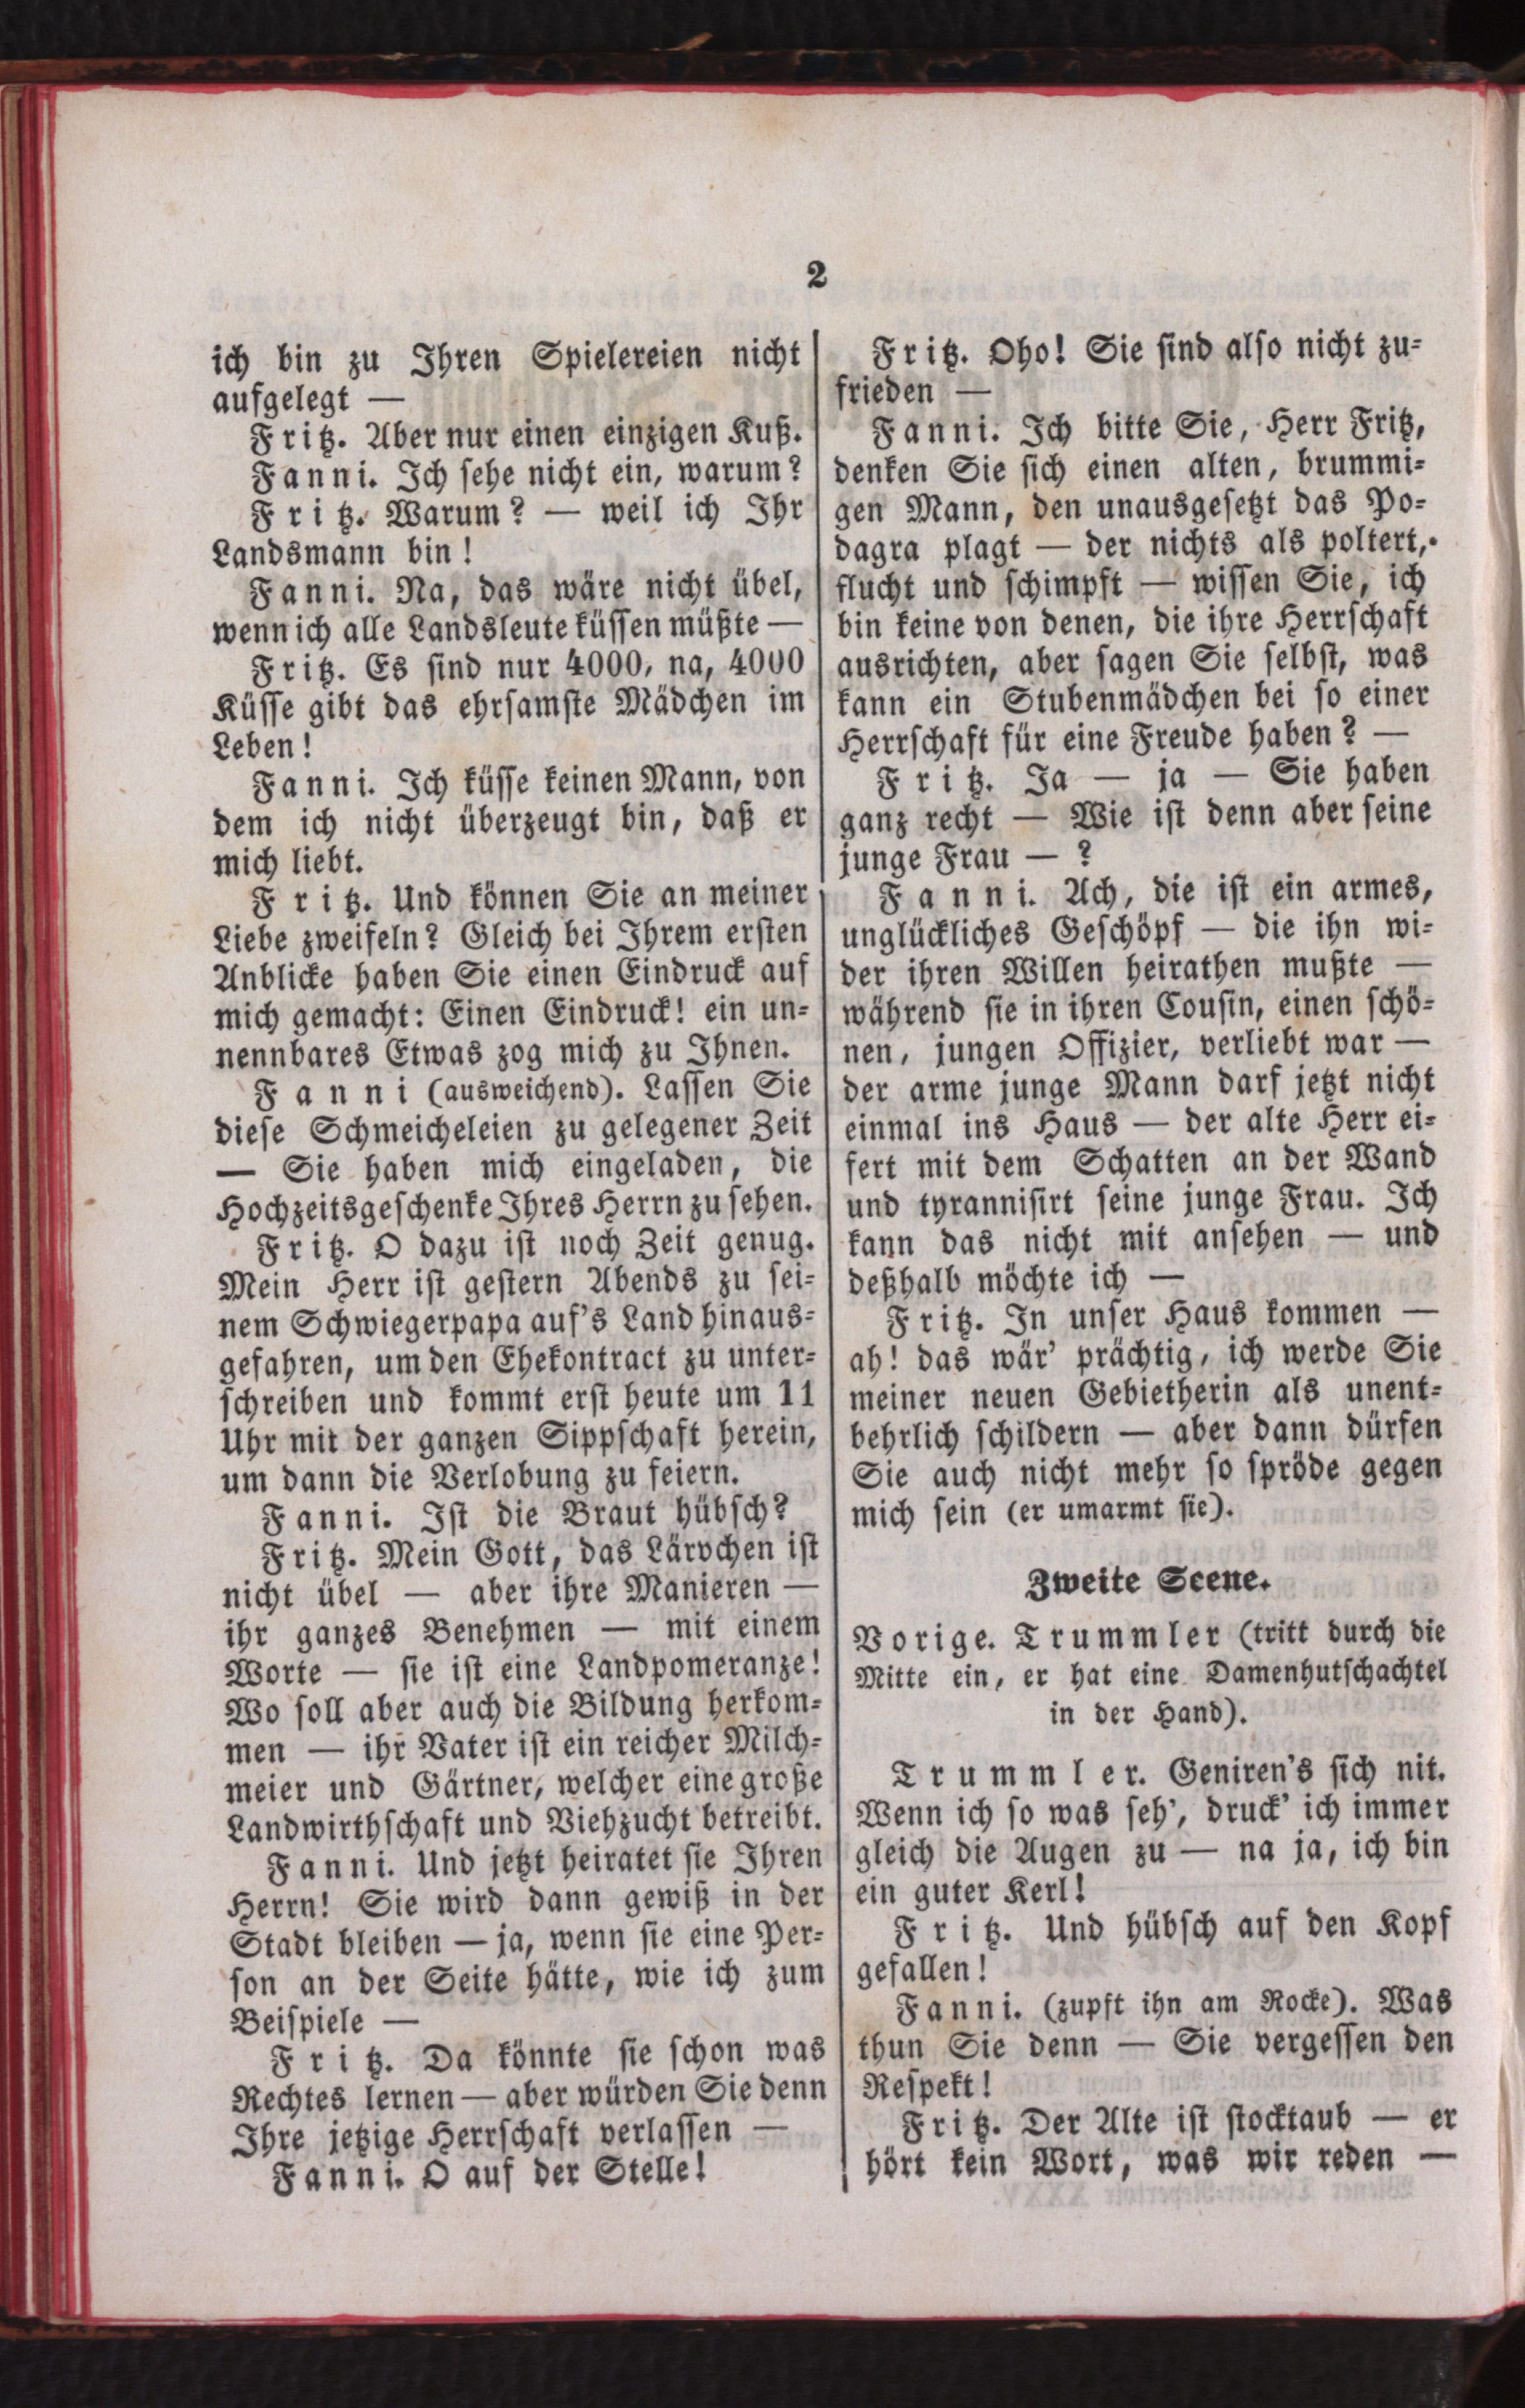 2
ich bin zu Ihren Spielereien nicht
aufgelegt —
Fritz. Aber nur einen einzigen Kuß.
Fanni. Ich sehe nicht ein, warum?
Fritz. Warum? — weil ich Ihr
Landsmann bin!
Fanni. Na, das wäre nicht übel,
wenn ich alle Landsleute küssen müßte —
Fritz. Es sind nur 4000, na, 4000
Küsse gibt das ehrsamste Mädchen im
Leben!
Fanni. Ich küsse keinen Mann, von
dem ich nicht überzeugt bin, daß er
mich liebt.
Fritz. Und können Sie an meiner
Liebe zweifeln? Gleich bei Ihrem ersten
Anblicke haben Sie einen Eindruck auf
mich gemacht: Einen Eindruck! ein un-
nennbares Etwas zog mich zu Ihnen.
Fanni (ausweichend). Lassen Sie
diese Schmeicheleien zu gelegener Zeit
— Sie haben mich eingeladen, die
Hochzeitsgeschenke Ihres Herrn zu sehen.
Fritz. O dazu ist noch Zeit genug.
Mein Herr ist gestern Abends zu sei-
nem Schwiegerpapa auf's Land hinaus-
gefahren, um den Ehekontract zu unter-
schreiben und kommt erst heute um 11
Uhr mit der ganzen Sippschaft herein,
um dann die Verlobung zu feiern.
Fanni. Ist die Braut hübsch?
Fritz. Mein Gott, das Lärvchen ist
nicht übel — aber ihre Manieren —
ihr ganzes Benehmen — mit einem
Worte — sie ist eine Landpomeranze!
Wo soll aber auch die Bildung herkom-
men — ihr Vater ist ein reicher Milch-
meier und Gärtner, welcher eine große
Landwirthschaft und Viehzucht betreibt.
Fanni. Und jetzt heiratet sie Ihren
Herrn! Sie wird dann gewiß in der
Stadt bleiben — ja, wenn sie eine Per-
son an der Seite hätte, wie ich zum
Beispiele —
Fritz. Da könnte sie schon was
Rechtes lernen — aber würden Sie denn
Ihre jetzige Herrschaft verlassen —
Fanni. O auf der Stelle!
Fritz. Oho! Sie sind also nicht zu-
frieden —
Fanni. Ich bitte Sie, Herr Fritz,
denken Sie sich einen alten, brummi-
gen Mann, den unausgesetzt das Po-
dagra plagt — der nichts als poltert,
flucht und schimpft — wissen Sie, ich
bin keine von denen, die ihre Herrschaft
ausrichten, aber sagen Sie selbst, was
kann ein Stubenmädchen bei so einer
Herrschaft für eine Freude haben? —
Fritz. Ja — ja — Sie haben
ganz recht — Wie ist denn aber seine
junge Frau — ?
Fanni. Ach, die ist ein armes,
unglückliches Geschöpf — die ihn wi-
der ihren Willen heirathen mußte —
während sie in ihren Cousin, einen schö-
nen, jungen Offizier, verliebt war —
der arme junge Mann darf jetzt nicht
einmal ins Haus — der alte Herr ei-
fert mit dem Schatten an der Wand
und tyrannisirt seine junge Frau. Ich
kann das nicht mit ansehen — und
deßhalb möchte ich —
Fritz. In unser Haus kommen —
ah! das wär' prächtig, ich werde Sie
meiner neuen Gebietherin als unent-
behrlich schildern — aber dann dürfen
Sie auch nicht mehr so spröde gegen
mich sein (er umarmt sie).
Zweite Scene.
Vorige. Trummler (tritt durch die
Mitte ein, er hat eine Damenhutschachtel
in der Hand).
Trummler. Geniren's sich nit.
Wenn ich so was seh', druck' ich immer
gleich die Augen zu — na ja, ich bin
ein guter Kerl!
Fritz. Und hübsch auf den Kopf
gefallen!
Fanni. (zupft ihn am Rocke). Was
thun Sie denn — Sie vergessen den
Respekt!
Fritz. Der Alte ist stocktaub — er
hört kein Wort, was wir reden —